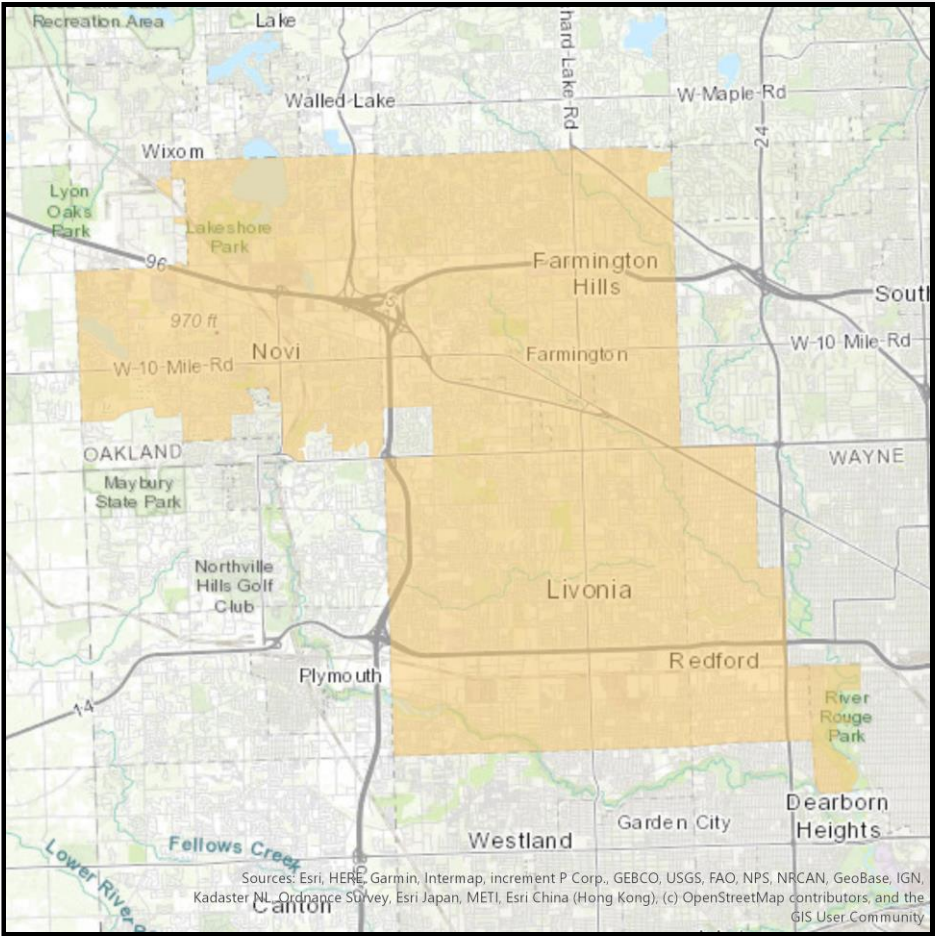 Recreation Area
Lake
hard-Lake-Rd
Walled-Lake
W-Maple-Rd
24
Wixom
Lyon
Oaks
Park
Lakeshore
Park
96
Farmington
Hills
5
South
970 ft
Novi
W-10-Mile-Rd
Farmington
W-10-Mile-Rd
OAKLAND
WAYNE
Maybury
State Park
Northville
Hills Golf
Club
Livonia
Redford
Plymouth
14
River
Rouge
Park
Dearborn
Heights
Garden City
Westland
Fellows Creek
Lower River
Canton
Sources: Esri, HERE, Garmin, Intermap, increment P Corp., GEBCO, USGS, FAO, NPS, NRCAN, GeoBase, IGN,
Kadaster NL, Ordnance Survey, Esri Japan, METI, Esri China (Hong Kong), (c) OpenStreetMap contributors, and the
GIS User Community